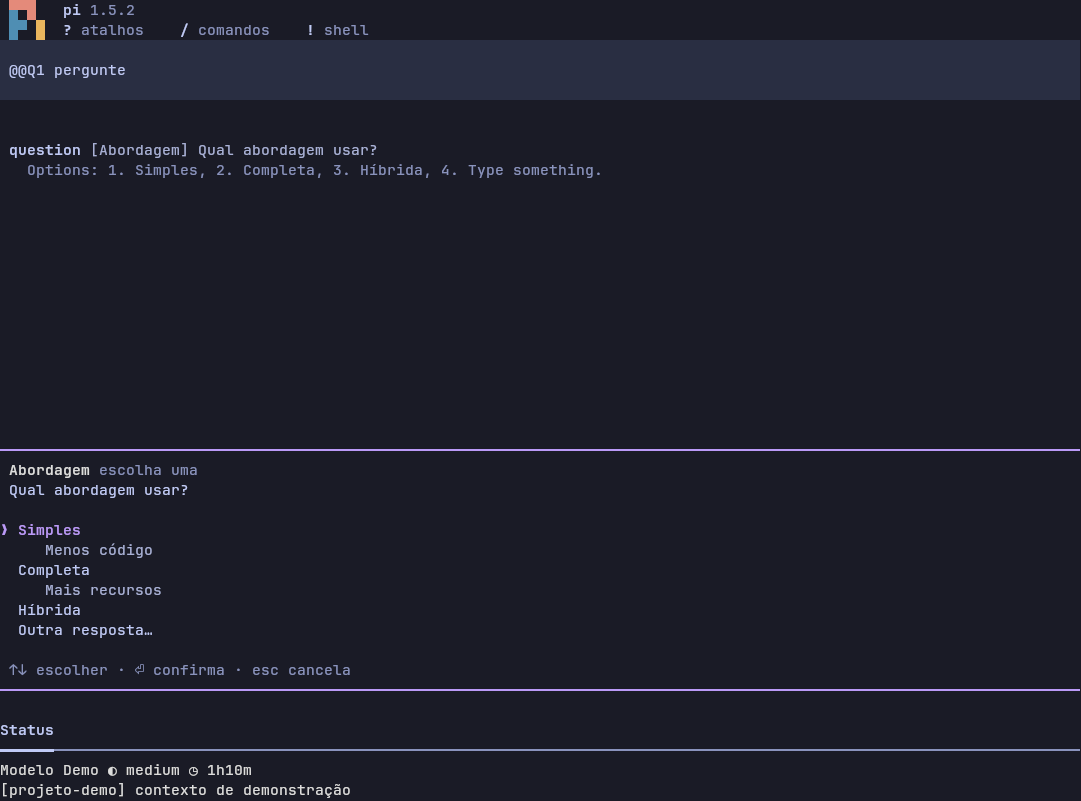 pi 1.5.2
? atalhos / comandos ! shell
@@Q1 pergunte
question [Abordagem] Qual abordagem usar?
Options: 1. Simples, 2. Completa, 3. Híbrida, 4. Type something.
Abordagem escolha uma
Qual abordagem usar?
❯ Simples
Menos código
Completa
Mais recursos
Híbrida
Outra resposta…
↑↓ escolher · ⏎ confirma · esc cancela
Status
Modelo Demo ◐ medium ◷ 1h10m
[projeto-demo] contexto de demonstração